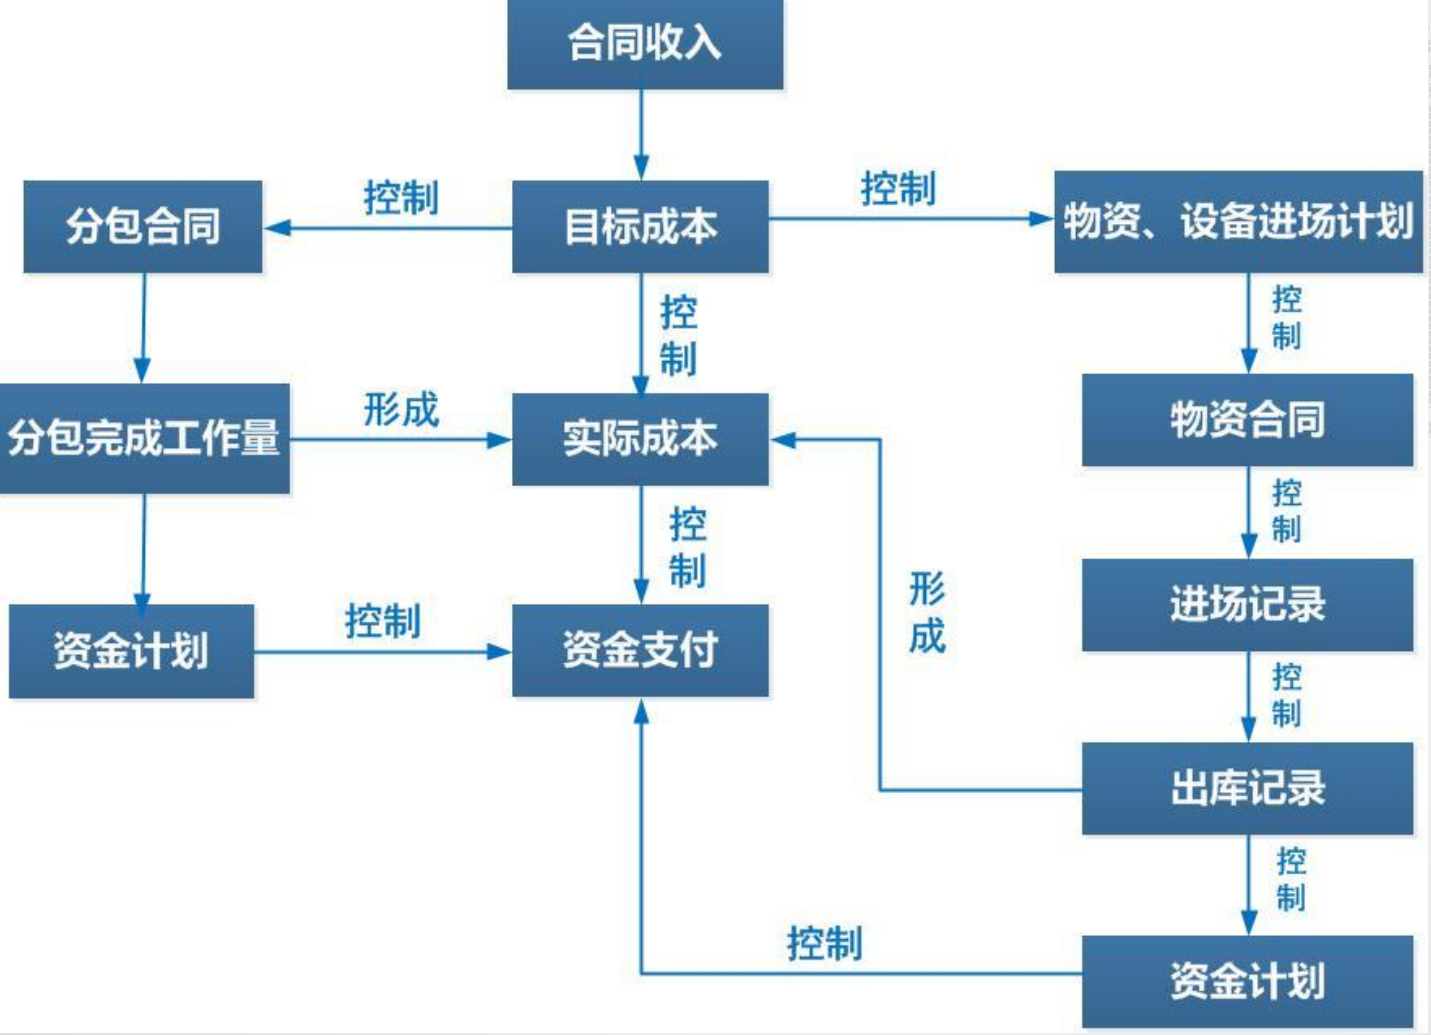 合同收入
控制
控制
分包合同
目标成本
物资、设备进场计划
控
制
控
制
形成
分包完成工作量
实际成本
物资合同
控
制
控
制
形
成
控制
资金计划
资金支付
进场记录
控
制
出库记录
控
制
控制
资金计划